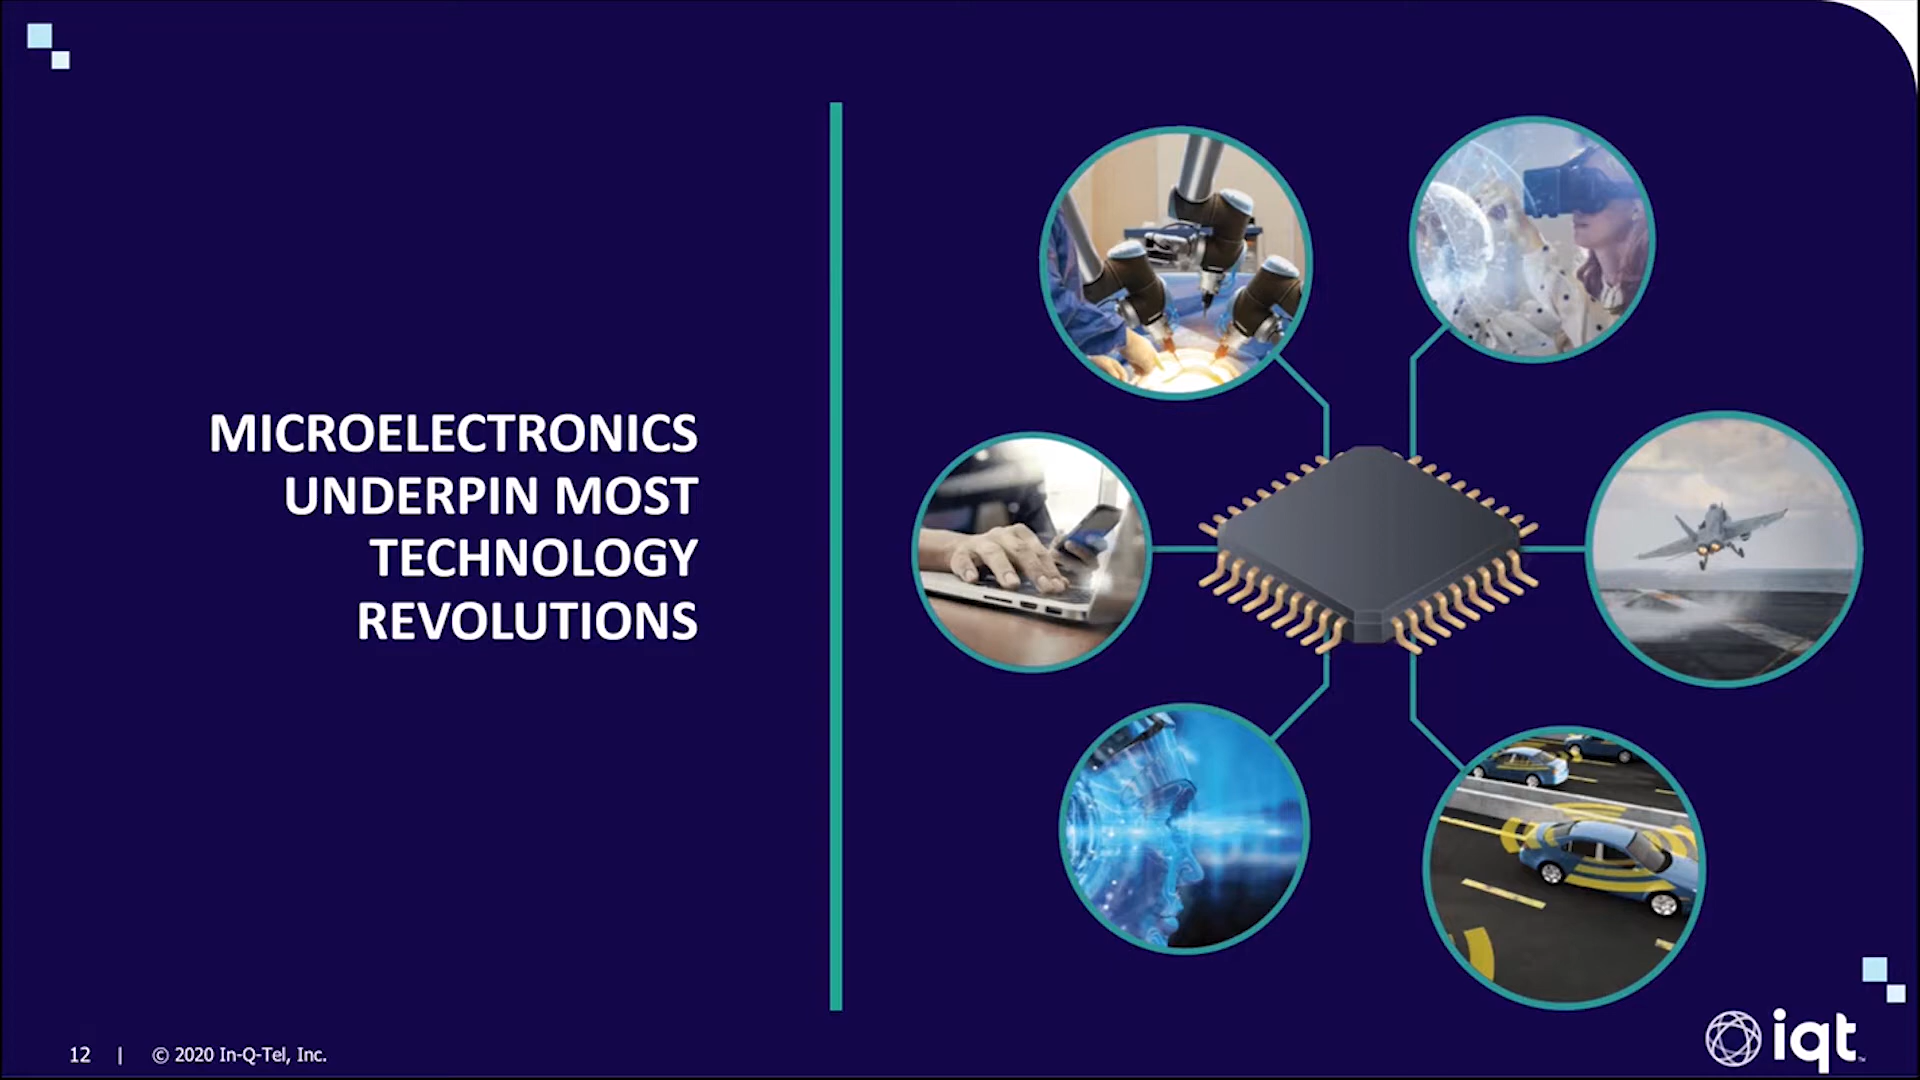 MICROELECTRONICS
UNDERPIN MOST
TECHNOLOGY
REVOLUTIONS
12 | © 2020 In-Q-Tel, Inc.
iqt